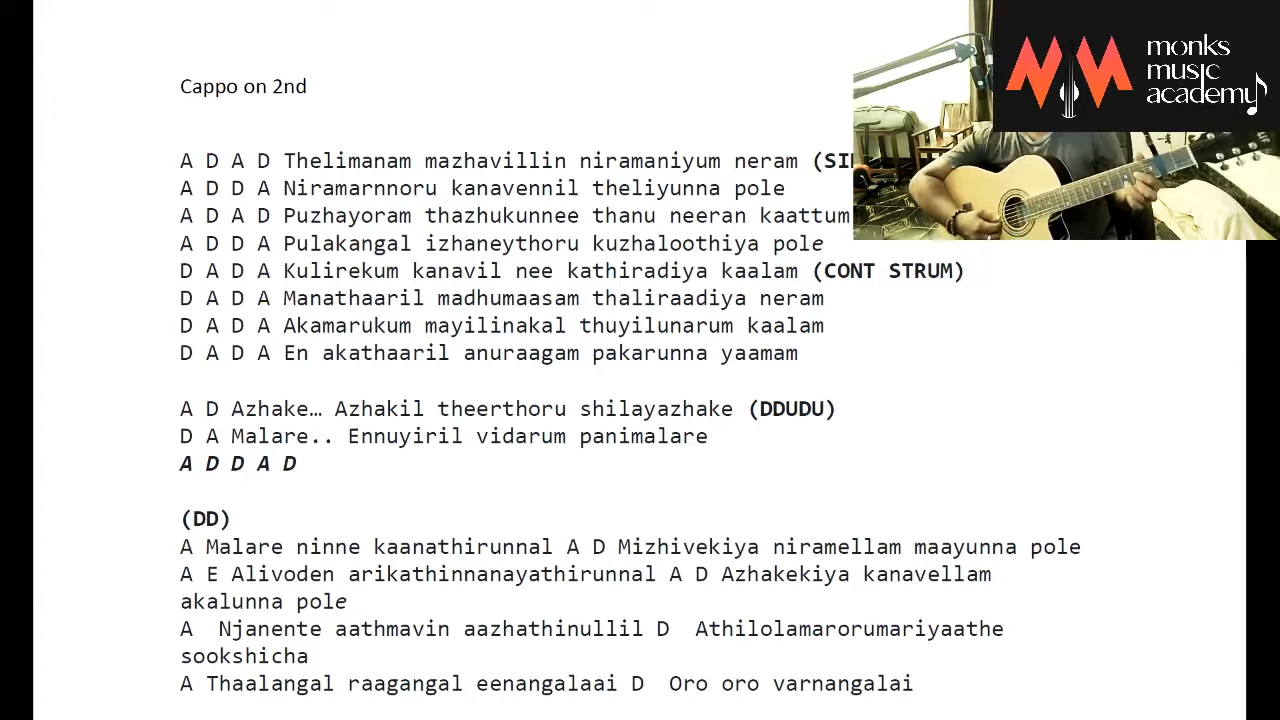 Cappo on 2nd
monks
music
academy
A D A D Thelimanam mazhavillin niramaniyum neram
A D D A Niramarnnoru kanavennil theliyunna pole
A D A D Puzhayoram thazhukunnee thanu neeran kaattum
A D D A Pulakangal izhaneythoru kuzhaloothiya pole
D A D A Kulirekum kanavil nee kathiradiya kaalam (CONT STRUM)
D A D A Manathaaril madhumaasam thaliraadiya neram
D A D A Akamarukum mayilinakal thuyilunarum kaalam
D A D A En akathaaril anuraagam pakarunna yaamam
A D Azhake… Azhakil theerthoru shilayazhake (DDUDU)
D A Malare.. Ennuyiril vidarum panimalare
A D D A D
(DD)
A Malare ninne kaanathirunnal A D Mizhivekiya niramellam maayunna pole
A E Alivoden arikathinnanayathirunnal A D Azhakekiya kanavellam
akalunna pole
A Njanente aathmavin aazhathinullil D Athilolamarorumariyaathe
sookshicha
A Thaalangal raagangal eenangalaai D Oro oro varnangalai